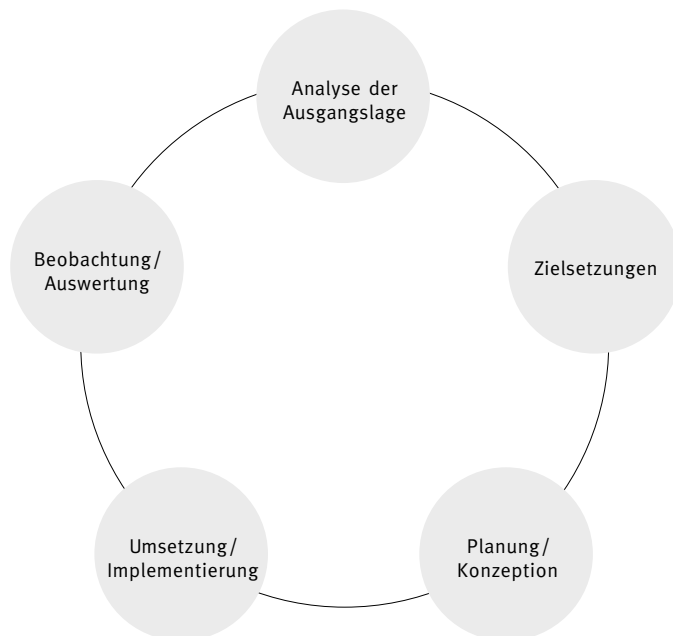 Analyse der
Ausgangslage
Beobachtung/
Auswertung
Zielsetzungen
Umsetzung/
Implementierung
Planung/
Konzeption